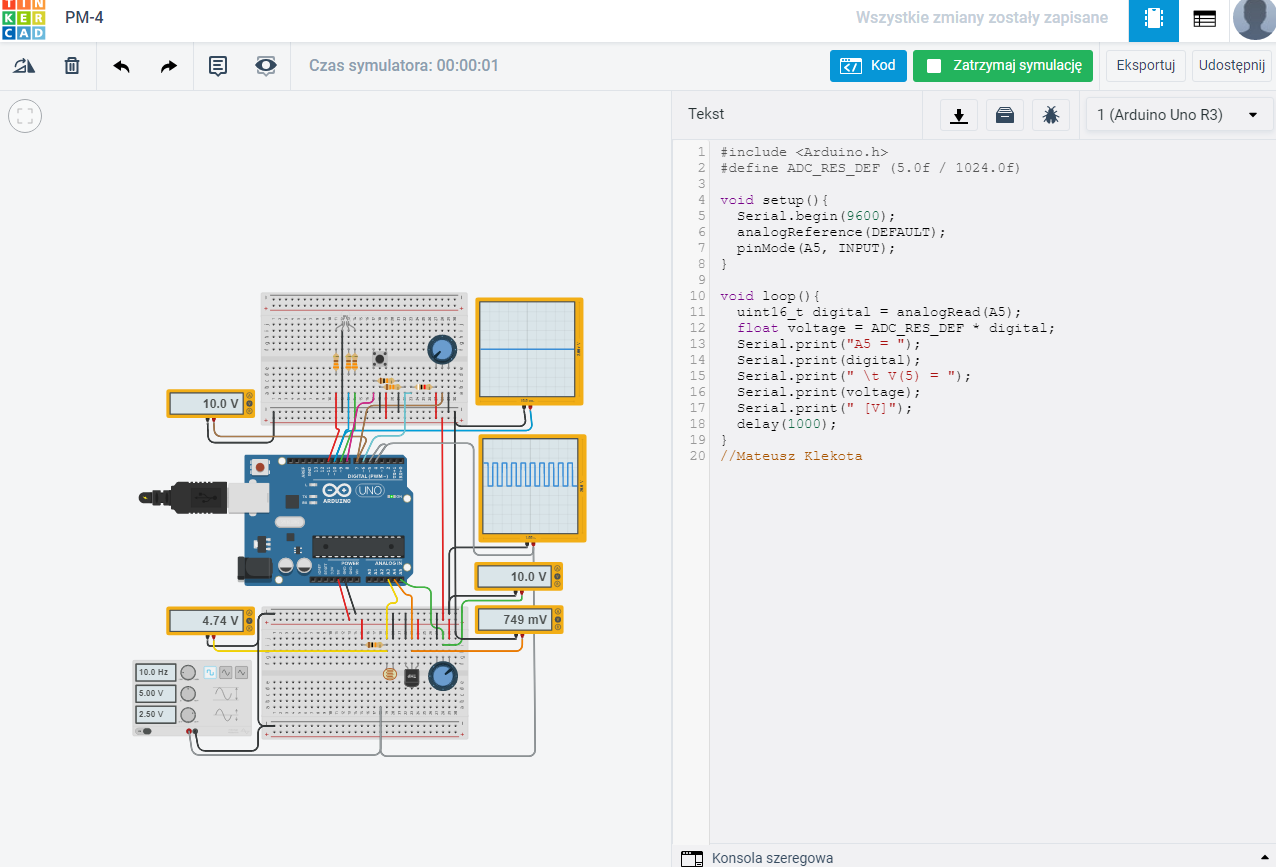 TIN
KER
CAD
PM-4
Wszystkie zmiany zostały zapisane
Czas symulatora: 00:00:01
Kod
Zatrzymaj symulację
Eksportuj
Udostępnij
Tekst
1 (Arduino Uno R3)
1 #include <Arduino.h>
2 #define ADC_RES_DEF (5.0f / 1024.0f)
3
4 void setup(){
5 Serial.begin(9600);
6 analogReference(DEFAULT);
7 pinMode(A5, INPUT);
8 }
9
10 void loop(){
11 uint16_t digital = analogRead(A5);
12 float voltage = ADC_RES_DEF * digital;
13 Serial.print("A5 = ");
14 Serial.print(digital);
15 Serial.print(" \t V(5) = ");
16 Serial.print(voltage);
17 Serial.print(" [V]");
18 delay(1000);
19 }
20 //Mateusz Klekota
10.0 V
DIGITAL (PWM~)
UNO
ARDUINO
POWER
ANALOG IN
10.0 V
749 mV
4.74 V
10.0 Hz
5.00 V
2.50 V
Konsola szeregowa